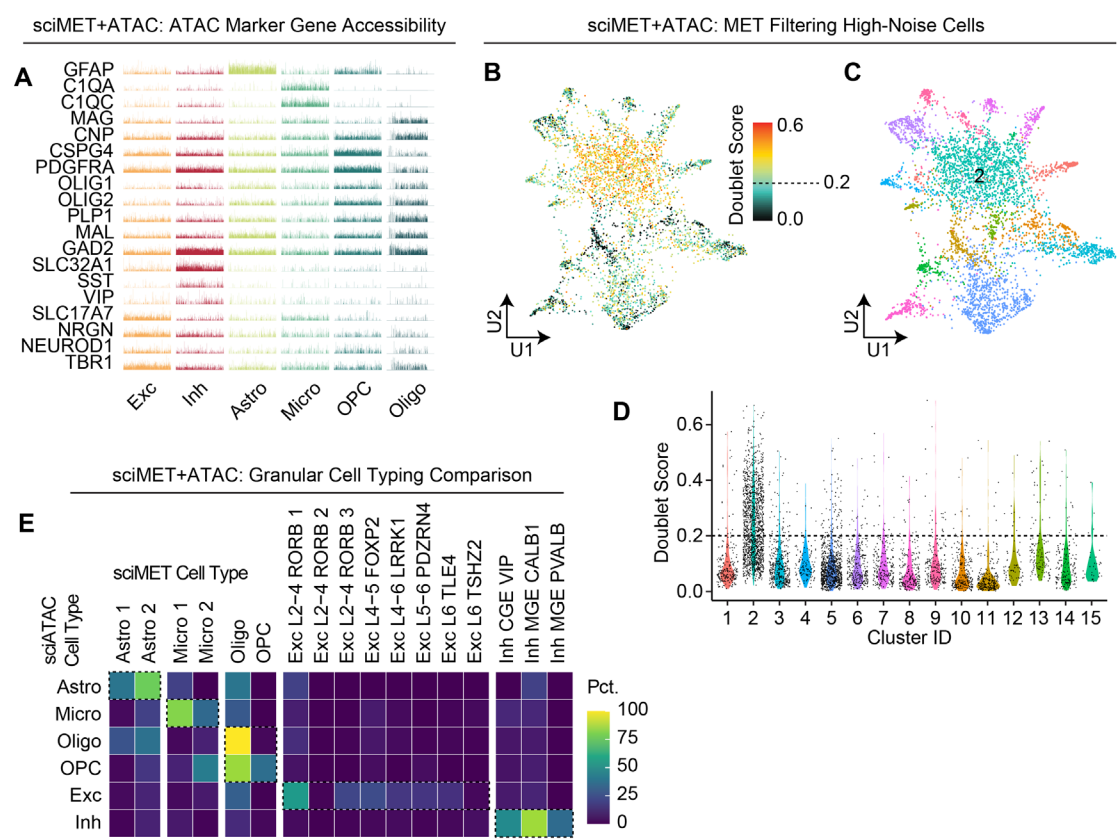 sciMET+ATAC: ATAC Marker Gene Accessibility
sciMET+ATAC: MET Filtering High-Noise Cells
A
GFAP
C1QA
C1QC
MAG
CNP
CSPG4
PDGFRA
OLIG1
OLIG2
PLP1
MAL
GAD2
SLC32A1
SST
VIP
SLC17A7
NRGN
NEUROD1
TBR1
Exc
Inh
Astro
Micro
OPC
Oligo
B
Doublet Score
0.6
0.2
0.0
U2
U1
C
2
U2
U1
D
Doublet Score
0.6
0.4
0.2
0.0
1 2 3 4 5 6 7 8 9 10 11 12 13 14 15
Cluster ID
sciMET+ATAC: Granular Cell Typing Comparison
E
sciMET Cell Type
sciATAC
Cell Type
Astro 1
Astro 2
Micro 1
Micro 2
Oligo
OPC
Exc L2−4 RORB 1
Exc L2−4 RORB 2
Exc L2−4 RORB 3
Exc L4−5 FOXP2
Exc L4−6 LRRK1
Exc L5−6 PDZRN4
Exc L6 TLE4
Exc L6 TSHZ2
Inh CGE VIP
Inh MGE CALB1
Inh MGE PVALB
Astro
Micro
Oligo
OPC
Exc
Inh
Pct.
100
75
50
25
0